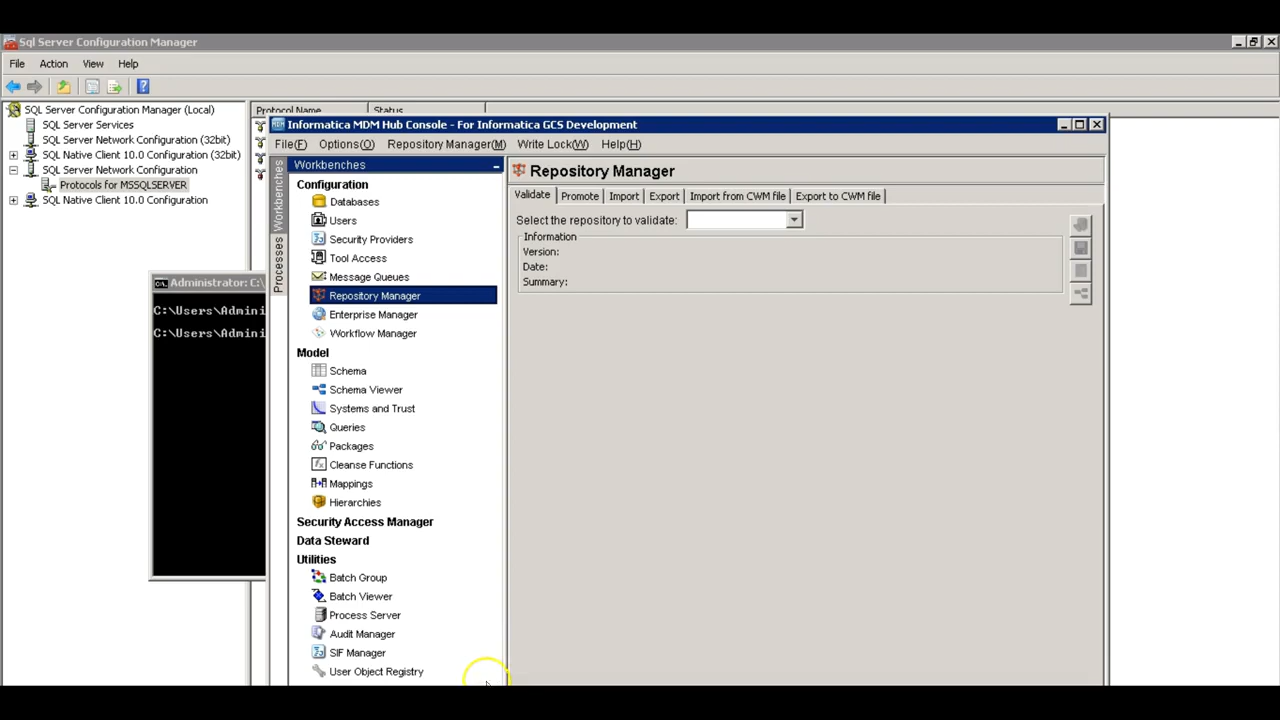 Sql Server Configuration Manager
File Action View Help
SQL Server Configuration Manager (Local)
SQL Server Services
SQL Server Network Configuration (32bit)
SQL Native Client 10.0 Configuration (32bit)
SQL Server Network Configuration
Protocols for MSSQLSERVER
SQL Native Client 10.0 Configuration
Protocol Name Status
Administrator: C:\
C:\Users\Admini
C:\Users\Admini
Informatica MDM Hub Console - For Informatica GCS Development
File(F) Options(O) Repository Manager(M) Write Lock(W) Help(H)
Workbenches
Processes
Workbenches
Configuration
Databases
Users
Security Providers
Tool Access
Message Queues
Repository Manager
Enterprise Manager
Workflow Manager
Model
Schema
Schema Viewer
Systems and Trust
Queries
Packages
Cleanse Functions
Mappings
Hierarchies
Security Access Manager
Data Steward
Utilities
Batch Group
Batch Viewer
Process Server
Audit Manager
SIF Manager
User Object Registry
Repository Manager
Validate Promote Import Export Import from CWM file Export to CWM file
Select the repository to validate:
Information
Version:
Date:
Summary: